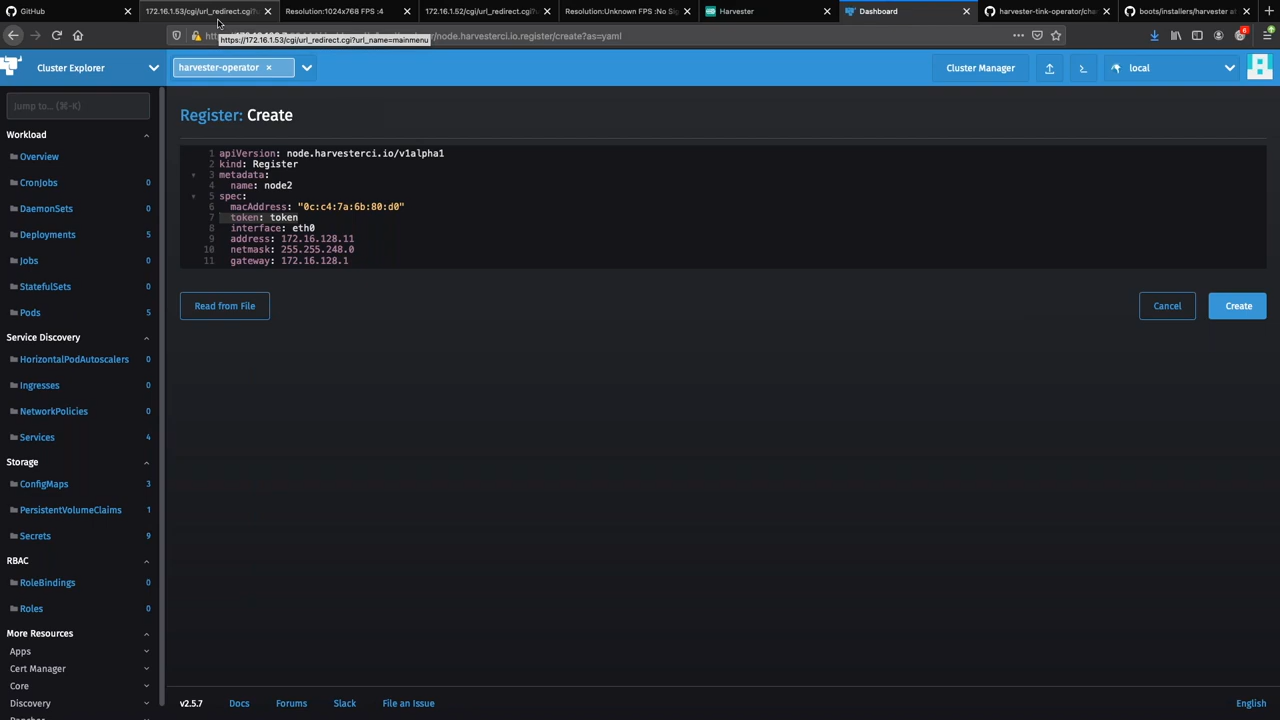 GitHub
172.16.1.53/cgi/url_redirect.cgi?u
Resolution:1024x768 FPS :4
172.16.1.52/cgi/url_redirect.cgi?
Resolution:Unknown FPS :No Sig
Harvester
Dashboard
harvester-tink-operator/cha
boots/installers/harvester at
https://172.16.1.53/cgi/url_redirect.cgi?url_name=mainmenu
/node.harvesterci.io.register/create?as=yaml
6
Cluster Explorer
harvester-operator ×
Cluster Manager
local
Jump to... (⌘-K)
Register: Create
Workload
Overview
CronJobs 0
DaemonSets 0
Deployments 5
Jobs 0
StatefulSets 0
Pods 5
Service Discovery
HorizontalPodAutoscalers 0
Ingresses 0
NetworkPolicies 0
Services 4
Storage
ConfigMaps 3
PersistentVolumeClaims 1
Secrets 9
RBAC
RoleBindings 0
Roles 0
More Resources
Apps
Cert Manager
Core
Discovery
1 apiVersion: node.harvesterci.io/v1alpha1
2 kind: Register
3 metadata:
4 name: node2
5 spec:
6 macAddress: "0c:c4:7a:6b:80:d0"
7 token: token
8 interface: eth0
9 address: 172.16.128.11
10 netmask: 255.255.248.0
11 gateway: 172.16.128.1
Read from File
Cancel
Create
v2.5.7
Docs
Forums
Slack
File an Issue
English